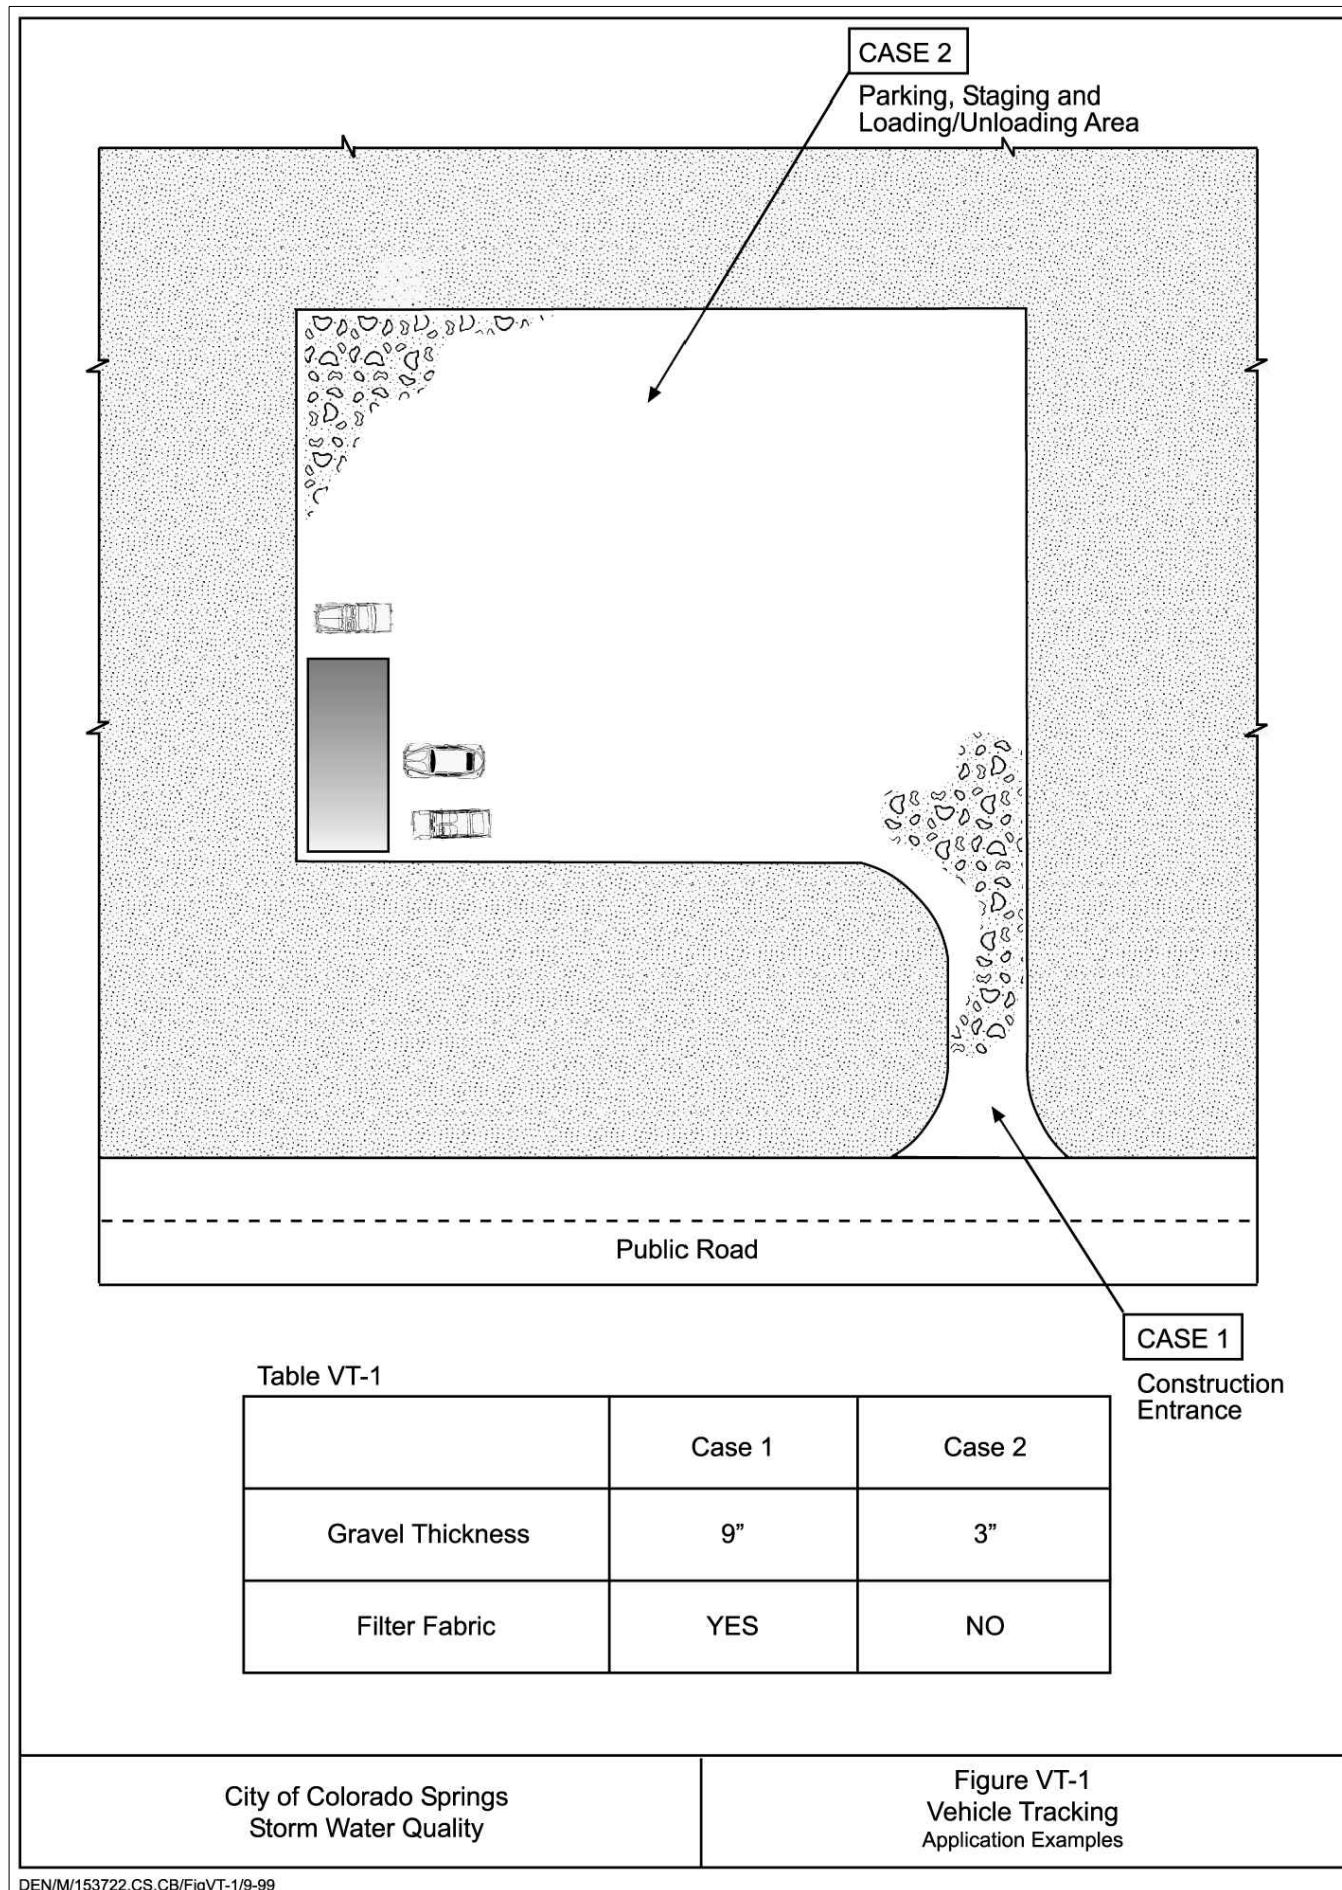 CASE 2
Parking, Staging and
Loading/Unloading Area
Public Road
CASE 1
Construction
Entrance
Table VT-1
Case 1
Case 2
Gravel Thickness
9”
3”
Filter Fabric
YES
NO
City of Colorado Springs
Storm Water Quality
Figure VT-1
Vehicle Tracking
Application Examples
DEN/M/153722.CS.CB/FigVT-1/9-99